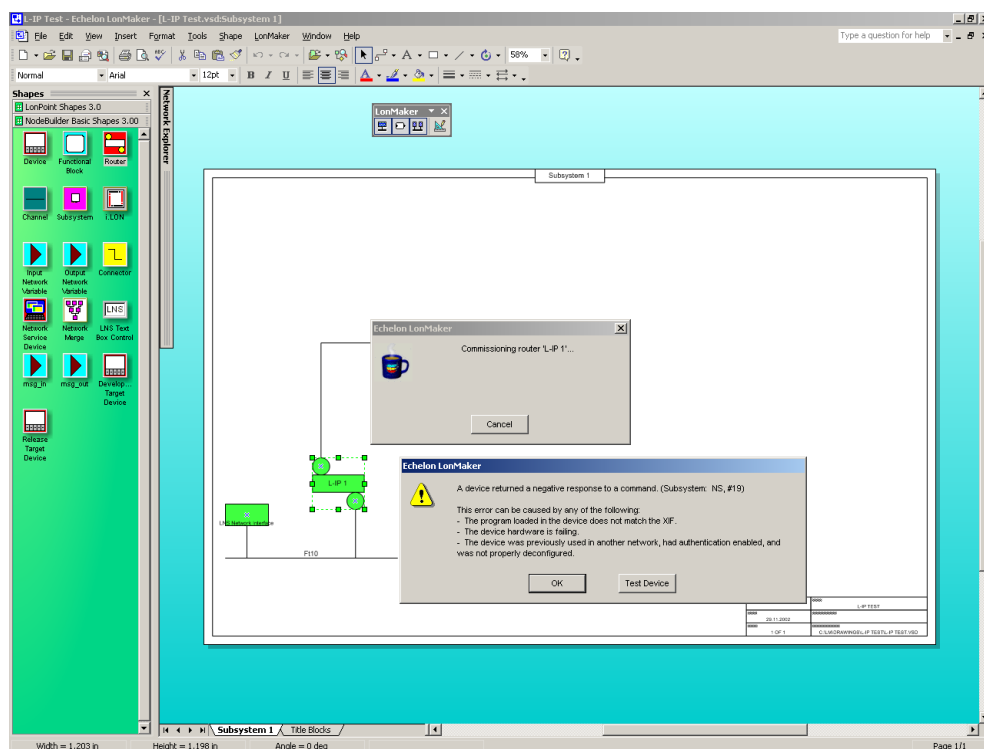 L-IP Test - Echelon LonMaker - [L-IP Test.vsd:Subsystem 1]
File Edit View Insert Format Tools Shape LonMaker Window Help
Type a question for help
58%
Normal Arial 12pt B I U
Shapes
LonPoint Shapes 3.0
NodeBuilder Basic Shapes 3.00
Device
Functional
Block
Router
Channel
Subsystem
i.LON
Input
Network
Variable
Output
Network
Variable
Connector
Network
Service
Device
Network
Merge
LNS
LNS Text
Box Control
msg_in
msg_out
Develop...
Target
Device
Release
Target
Device
Network Explorer
LonMaker
Subsystem 1
Echelon LonMaker
Commissioning router 'L-IP 1'...
Cancel
L-IP 1
LNS Network interface
Ft10
Echelon LonMaker
A device returned a negative response to a command. (Subsystem: NS, #19)
This error can be caused by any of the following:
- The program loaded in the device does not match the XIF.
- The device hardware is failing.
- The device was previously used in another network, had authentication enabled, and
was not properly deconfigured.
OK
Test Device
L-IP TEST
1 OF 1
C:\LM\DRAWINGS\L-IP TEST\L-IP TEST.VSD
Subsystem 1
Title Blocks
Width = 1.203 in Height = 1.198 in Angle = 0 deg Page 1/1